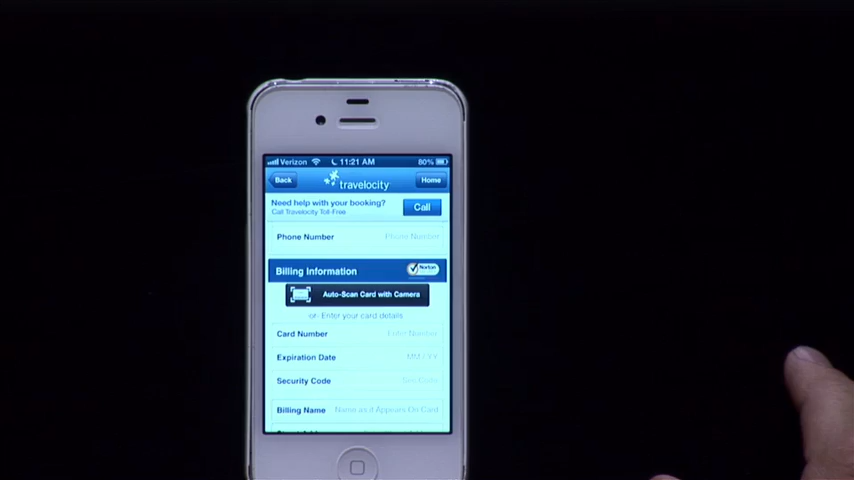 Verizon 11:21 AM 80%
Back travelocity Home
Need help with your booking?
Call Travelocity Toll-Free
Call
Phone Number Phone Number
Billing Information Norton
Auto-Scan Card with Camera
or Enter your card details
Card Number Enter Number
Expiration Date MM / YY
Security Code Sec Code
Billing Name Name as it Appears On Card